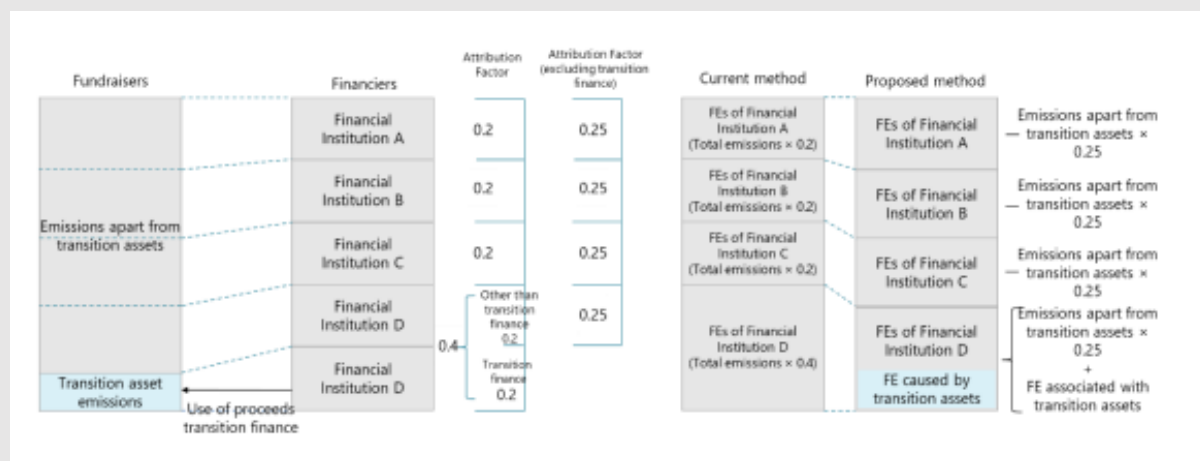 Fundraisers
Emissions apart from
transition assets
Transition asset
emissions
Use of proceeds
transition finance
Financiers
Financial
Institution A
Financial
Institution B
Financial
Institution C
Financial
Institution D
Financial
Institution D
Attribution
Factor
0.2
0.2
0.2
0.4
Other than
transition
finance
0.2
Transition
finance
0.2
Attribution Factor
(excluding transition
finance)
0.25
0.25
0.25
0.25
Current method
FEs of Financial
Institution A
(Total emissions × 0.2)
FEs of Financial
Institution B
(Total emissions × 0.2)
FEs of Financial
Institution C
(Total emissions × 0.2)
FEs of Financial
Institution D
(Total emissions × 0.4)
Proposed method
FEs of Financial
Institution A
FEs of Financial
Institution B
FEs of Financial
Institution C
FEs of Financial
Institution D
FE caused by
transition assets
Emissions apart from
transition assets ×
0.25
Emissions apart from
transition assets ×
0.25
Emissions apart from
transition assets ×
0.25
Emissions apart from
transition assets ×
0.25
+
FE associated with
transition assets